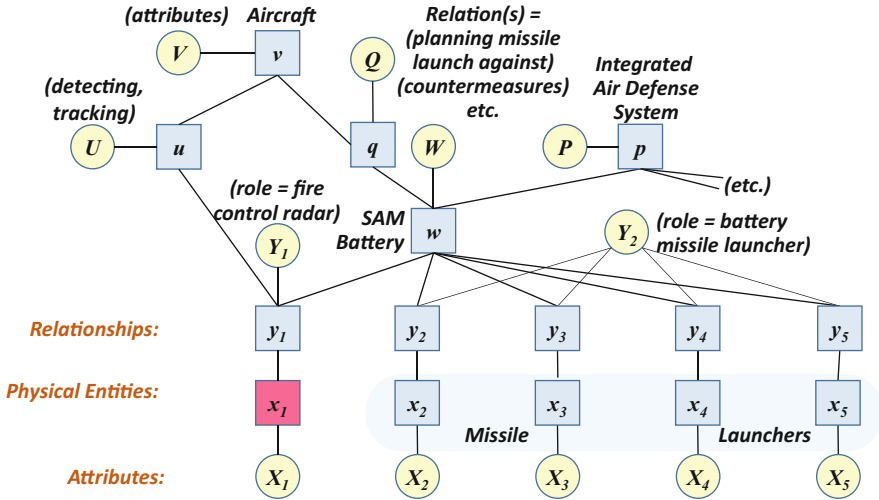 (attributes)
Aircraft
V
v
Relation(s) =
(planning missile
launch against)
(countermeasures)
etc.
Q
q
(detecting,
tracking)
U
u
Integrated
Air Defense
System
P
p
(etc.)
W
SAM
Battery
w
(role = fire
control radar)
Y₁
(role = battery
missile launcher)
Y₂
Relationships:
y₁ y₂ y₃ y₄ y₅
Physical Entities:
x₁ x₂ x₃ x₄ x₅
Missile Launchers
Attributes:
X₁ X₂ X₃ X₄ X₅